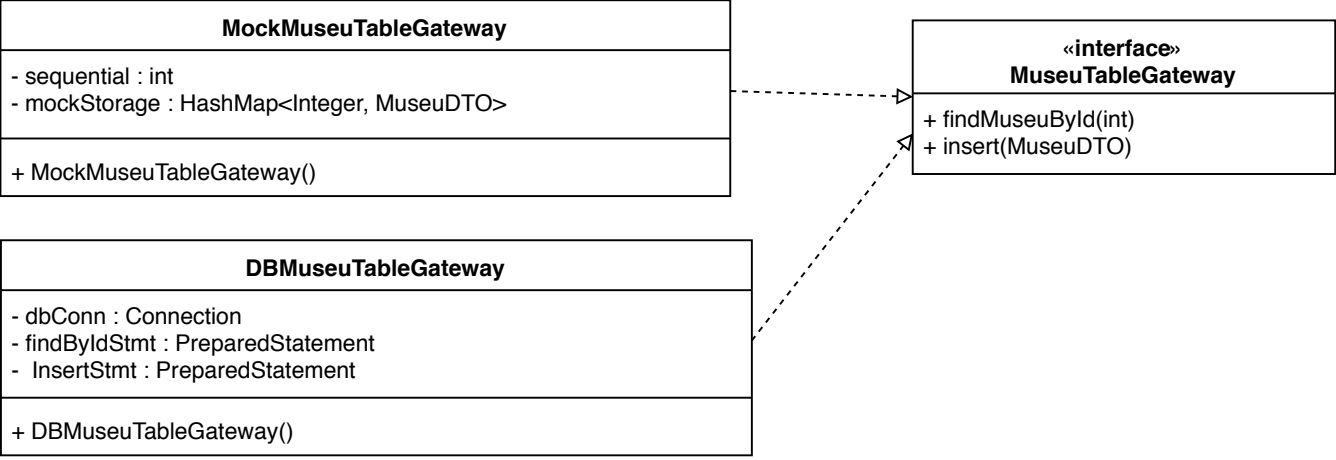 MockMuseuTableGateway
- sequential : int
- mockStorage : HashMap<Integer, MuseuDTO>
+ MockMuseuTableGateway()
«interface»
MuseuTableGateway
+ findMuseuById(int)
+ insert(MuseuDTO)
DBMuseuTableGateway
- dbConn : Connection
- findByIdStmt : PreparedStatement
- InsertStmt : PreparedStatement
+ DBMuseuTableGateway()